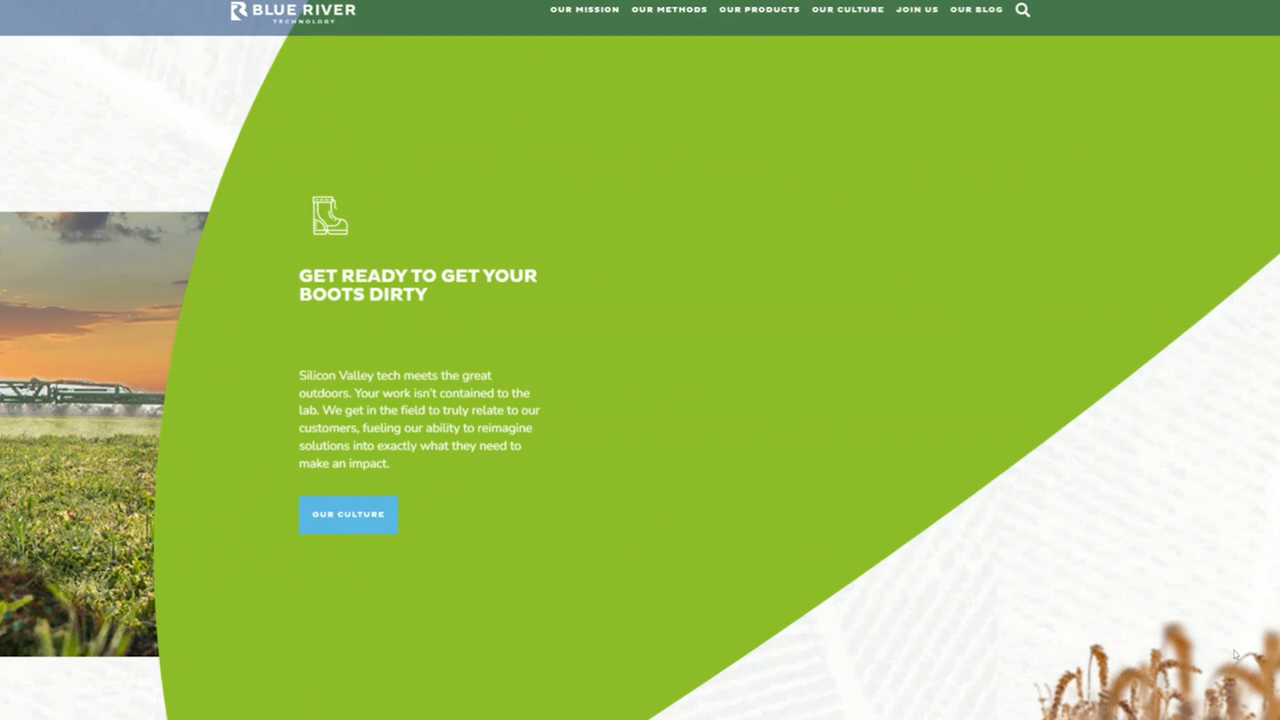 BLUE RIVER
TECHNOLOGY
OUR MISSION OUR METHODS OUR PRODUCTS OUR CULTURE JOIN US OUR BLOG
GET READY TO GET YOUR
BOOTS DIRTY
Silicon Valley tech meets the great
outdoors. Your work isn't contained to the
lab. We get in the field to truly relate to our
customers, fueling our ability to reimagine
solutions into exactly what they need to
make an impact.
OUR CULTURE